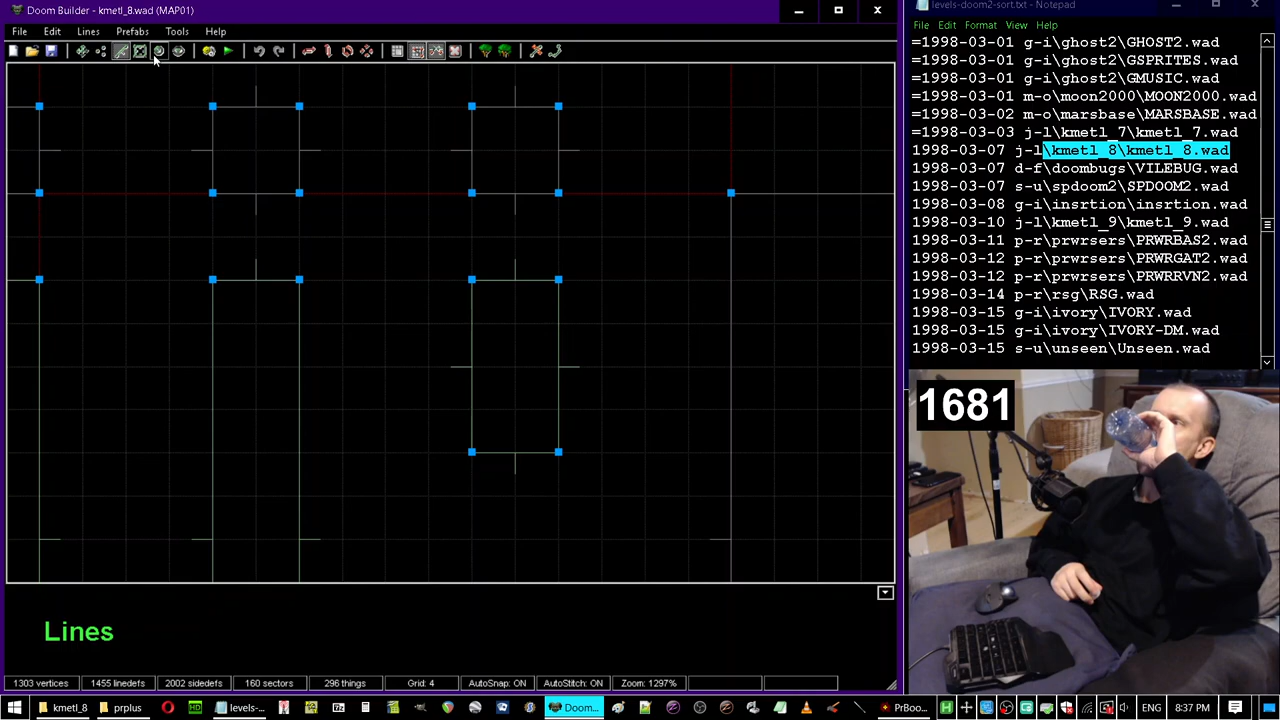 Doom Builder - kmetl_8.wad (MAP01)
File Edit Lines Prefabs Tools Help
Lines
1303 vertices 1455 linedefs 2002 sidedefs 160 sectors 296 things Grid: 4 AutoSnap: ON AutoStitch: ON Zoom: 1297%
levels-doom2-sort.txt - Notepad
File Edit Format View Help
=1998-03-01 g-i\ghost2\GHOST2.wad
=1998-03-01 g-i\ghost2\GSPRITES.wad
=1998-03-01 g-i\ghost2\GMUSIC.wad
=1998-03-01 m-o\moon2000\MOON2000.wad
=1998-03-02 m-o\marsbase\MARSBASE.wad
=1998-03-03 j-l\kmetl_7\kmetl_7.wad
1998-03-07 j-l\kmetl_8\kmetl_8.wad
1998-03-07 d-f\doombugs\VILEBUG.wad
1998-03-07 s-u\spdoom2\SPDOOM2.wad
1998-03-08 g-i\insrtion\insrtion.wad
1998-03-10 j-l\kmetl_9\kmetl_9.wad
1998-03-11 p-r\prwrsers\PRWRBAS2.wad
1998-03-12 p-r\prwrsers\PRWRGAT2.wad
1998-03-12 p-r\prwrsers\PRWRRVN2.wad
1998-03-14 p-r\rsg\RSG.wad
1998-03-15 g-i\ivory\IVORY.wad
1998-03-15 g-i\ivory\IVORY-DM.wad
1998-03-15 s-u\unseen\Unseen.wad
1681
kmetl_8 prplus levels-... Doom... PrBoo... ENG 8:37 PM